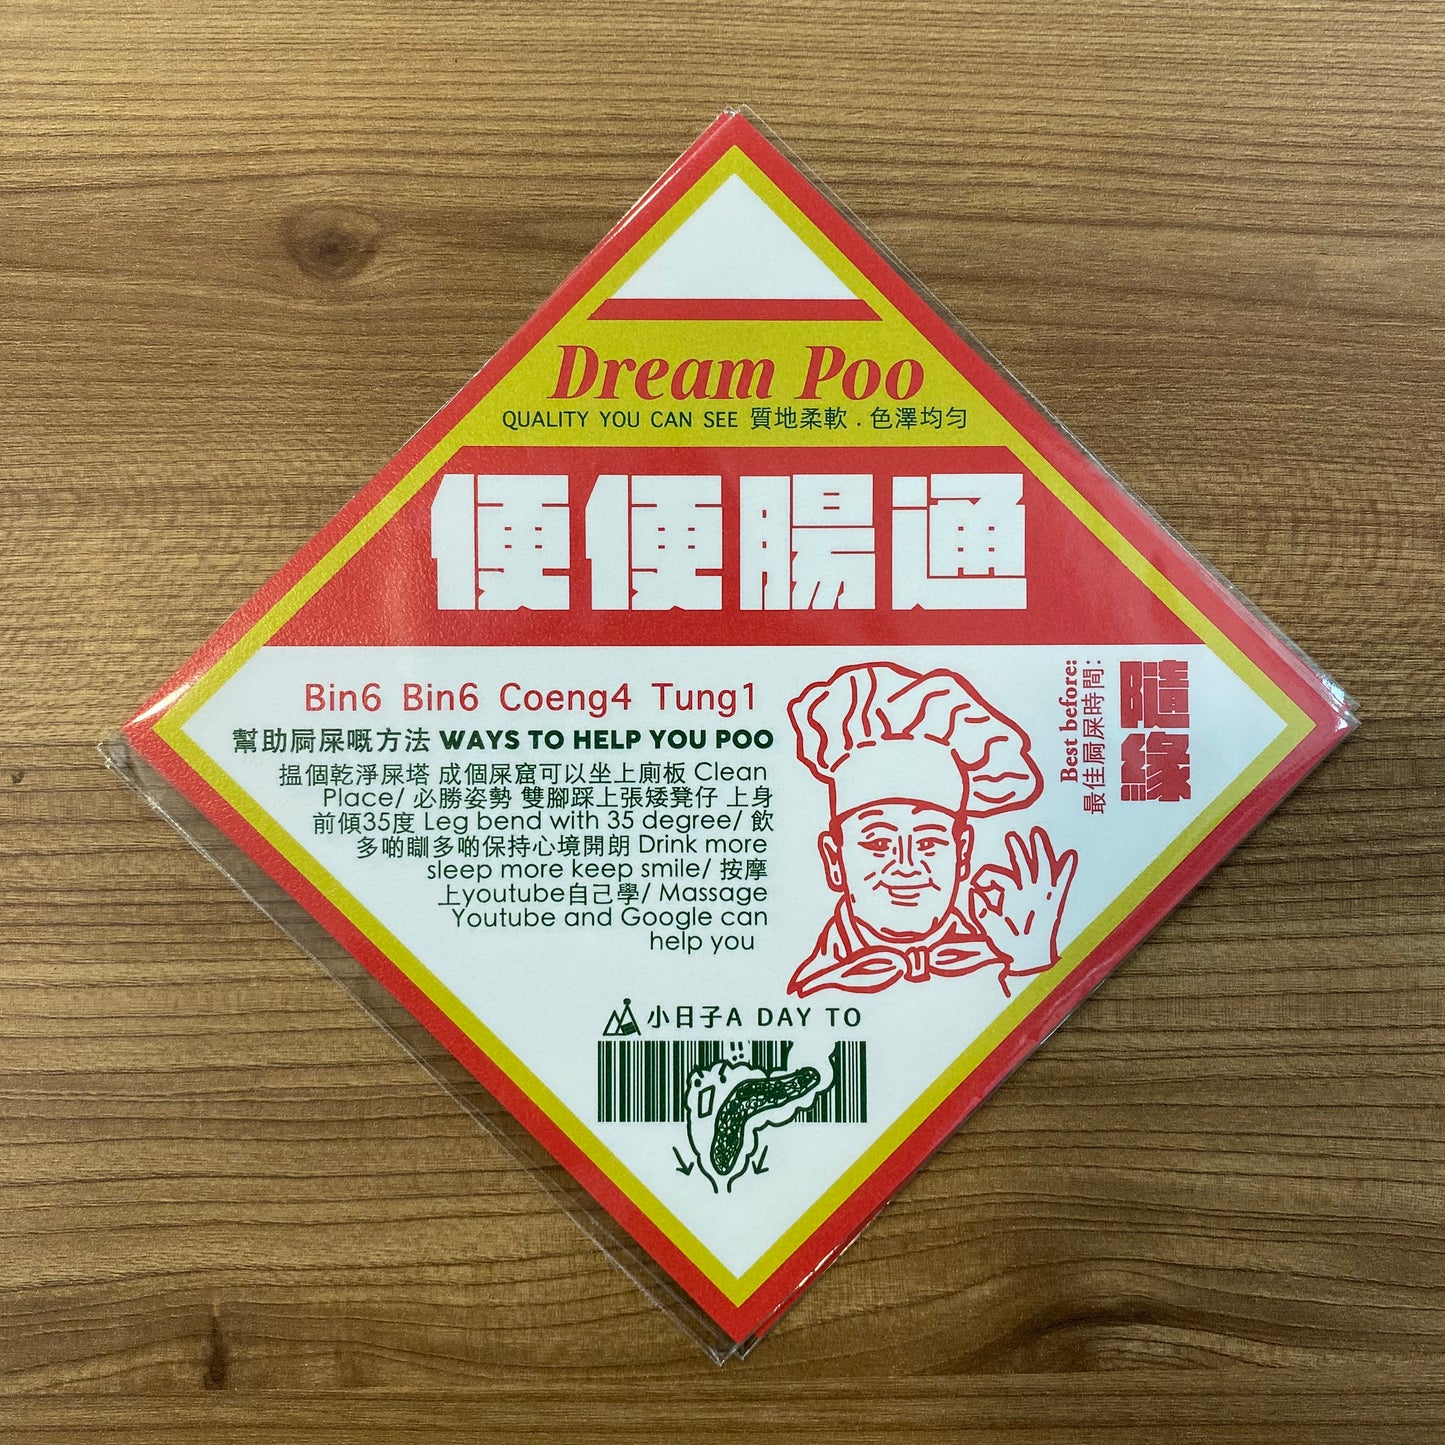 Dream Poo
QUALITY YOU CAN SEE 質地柔軟 . 色澤均勻
便便腸通
Bin6 Bin6 Coeng4 Tung1
幫助屙屎嘅方法 WAYS TO HELP YOU POO
搵個乾淨屎塔 成個屎窟可以坐上廁板 Clean
Place/ 必勝姿勢 雙腳踩上張矮凳仔 上身
前傾35度 Leg bend with 35 degree/ 飲
多啲瞓多啲保持心境開朗 Drink more
sleep more keep smile/ 按摩
上youtube自己學/ Massage
Youtube and Google can
help you
Best before:
最佳屙屎時間:
隨緣
小日子A DAY TO